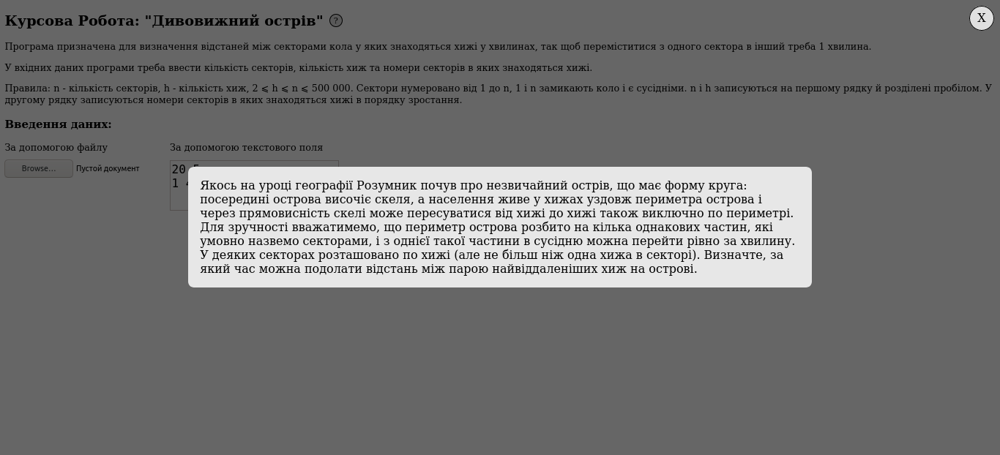 Курсова Робота: "Дивовижний острів" ?
X
Програма призначена для визначення відстаней між секторами кола у яких знаходяться хижі у хвилинах, так щоб переміститися з одного сектора в інший треба 1 хвилина.
У вхідних даних програми треба ввести кількість секторів, кількість хиж та номери секторів в яких знаходяться хижі.
Правила: n - кількість секторів, h - кількість хиж, 2 ⩽ h ⩽ n ⩽ 500 000. Сектори нумеровано від 1 до n, 1 і n замикають коло і є сусідніми. n і h записуються на першому рядку й розділені пробілом. У
другому рядку записуються номери секторів в яких знаходяться хижі в порядку зростання.
Введення даних:
За допомогою файлу
За допомогою текстового поля
Browse...
Пустой документ
20 5
1
Якось на уроці географії Розумник почув про незвичайний острів, що має форму круга:
посередині острова височіє скеля, а населення живе у хижах уздовж периметра острова і
через прямовисність скелі може пересуватися від хижі до хижі також виключно по периметрі.
Для зручності вважатимемо, що периметр острова розбито на кілька однакових частин, які
умовно назвемо секторами, і з однієї такої частини в сусідню можна перейти рівно за хвилину.
У деяких секторах розташовано по хижі (але не більш ніж одна хижа в секторі). Визначте, за
який час можна подолати відстань між парою найвіддаленіших хиж на острові.